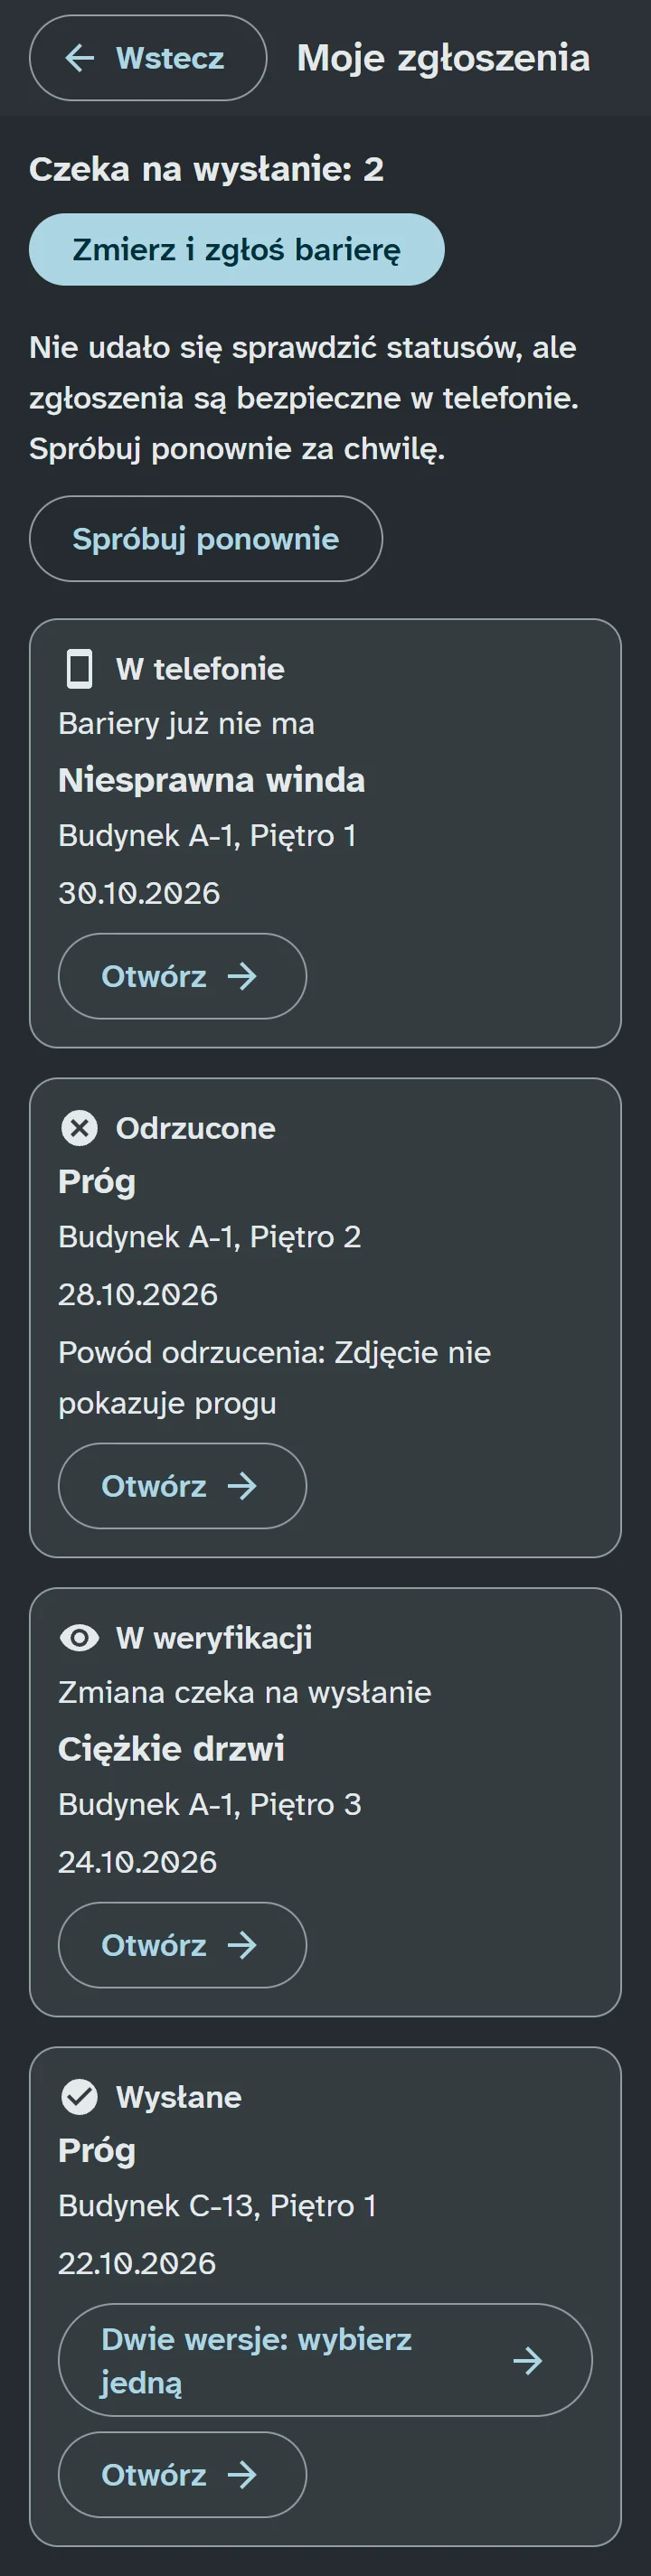 Wstecz
Moje zgłoszenia
Czeka na wysłanie: 2
Zmierz i zgłoś barierę
Nie udało się sprawdzić statusów, ale
zgłoszenia są bezpieczne w telefonie.
Spróbuj ponownie za chwilę.
Spróbuj ponownie
W telefonie
Bariery już nie ma
Niesprawna winda
Budynek A-1, Piętro 1
30.10.2026
Otwórz
Odrzucone
Próg
Budynek A-1, Piętro 2
28.10.2026
Powód odrzucenia: Zdjęcie nie
pokazuje progu
Otwórz
W weryfikacji
Zmiana czeka na wysłanie
Ciężkie drzwi
Budynek A-1, Piętro 3
24.10.2026
Otwórz
Wysłane
Próg
Budynek C-13, Piętro 1
22.10.2026
Dwie wersje: wybierz
jedną
Otwórz